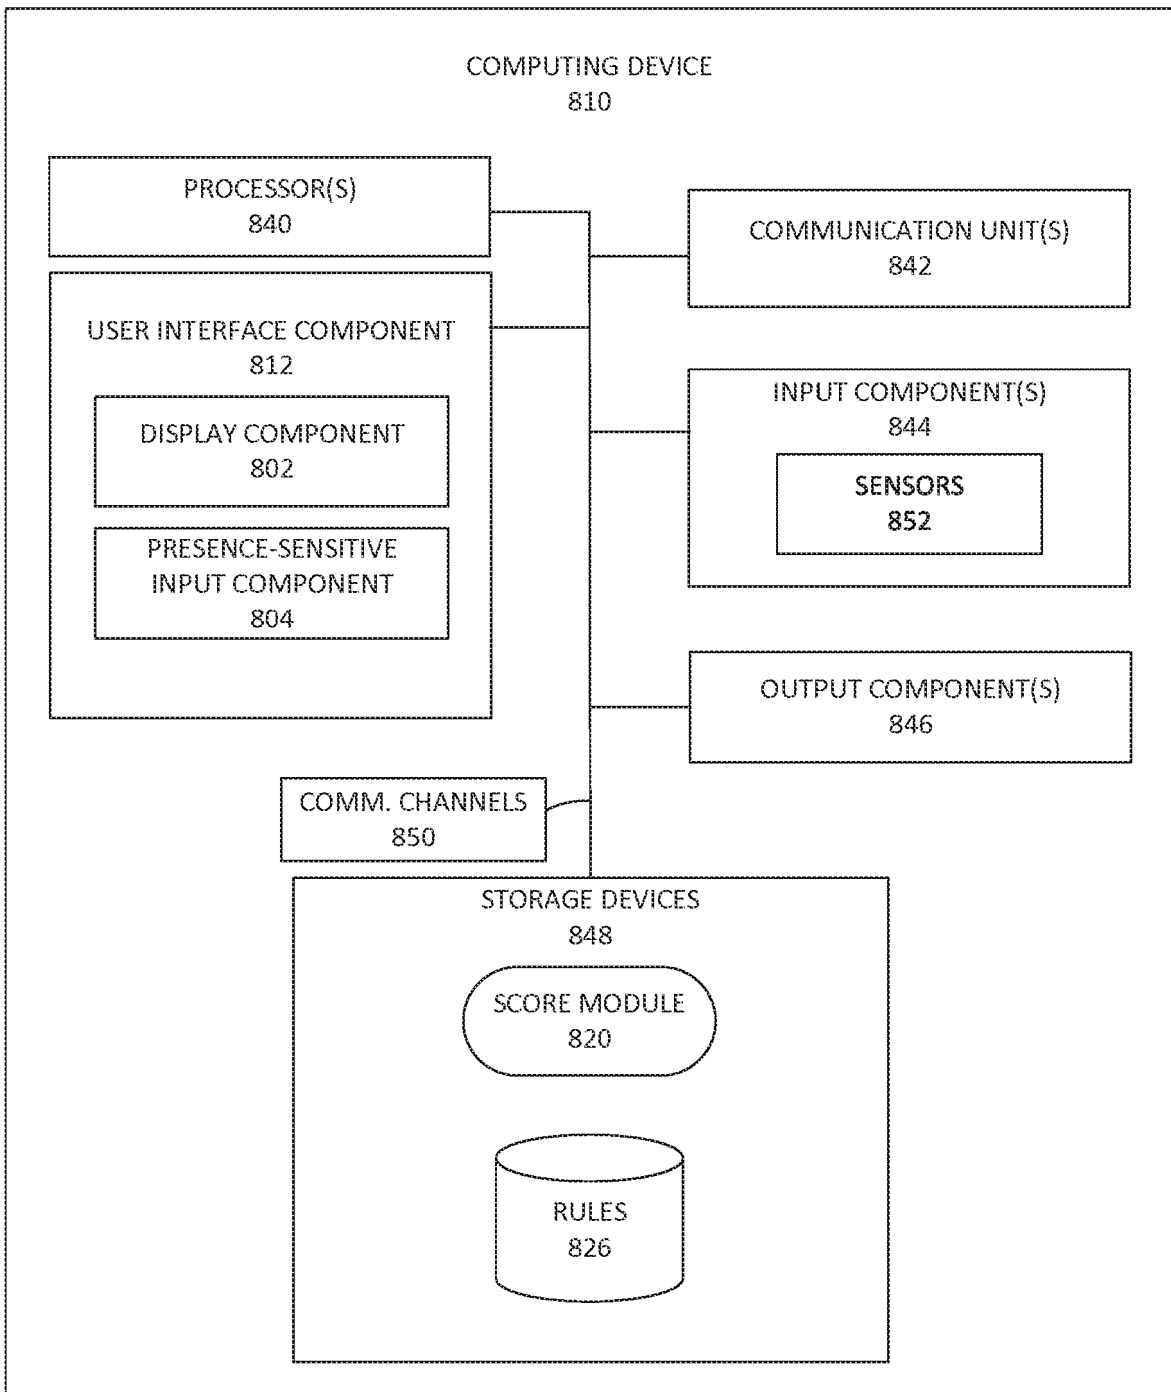 COMPUTING DEVICE
810
PROCESSOR(S)
840
USER INTERFACE COMPONENT
812
DISPLAY COMPONENT
802
PRESENCE-SENSITIVE
INPUT COMPONENT
804
COMMUNICATION UNIT(S)
842
INPUT COMPONENT(S)
844
SENSORS
852
OUTPUT COMPONENT(S)
846
COMM. CHANNELS
850
STORAGE DEVICES
848
SCORE MODULE
820
RULES
826